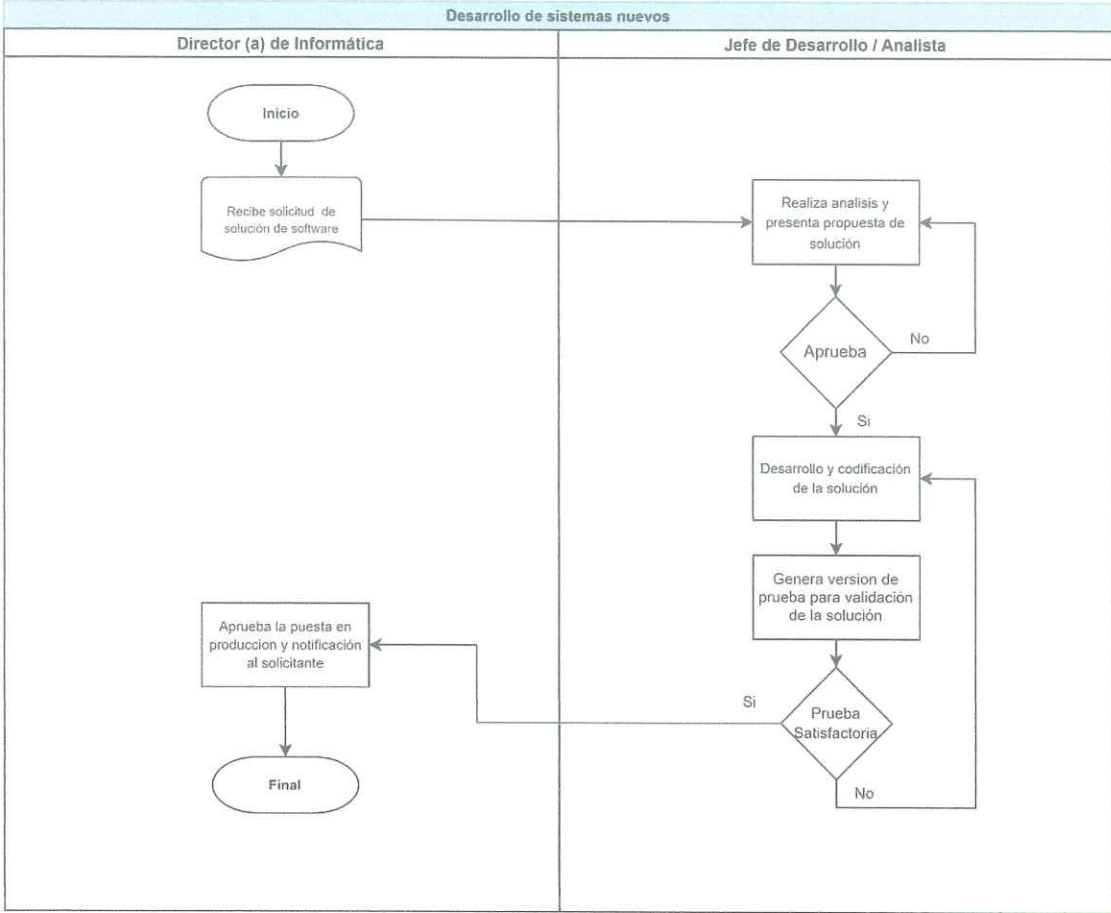 Desarrollo de sistemas nuevos
Director (a) de Informática
Jefe de Desarrollo / Analista
Inicio
Recibe solicitud de
solución de software
Realiza analisis y
presenta propuesta de
solución
Aprueba
No
Si
Desarrollo y codificación
de la solución
Genera version de
prueba para validación
de la solución
Aprueba la puesta en
produccion y notificación
al solicitante
Si
Prueba
Satisfactoria
No
Final